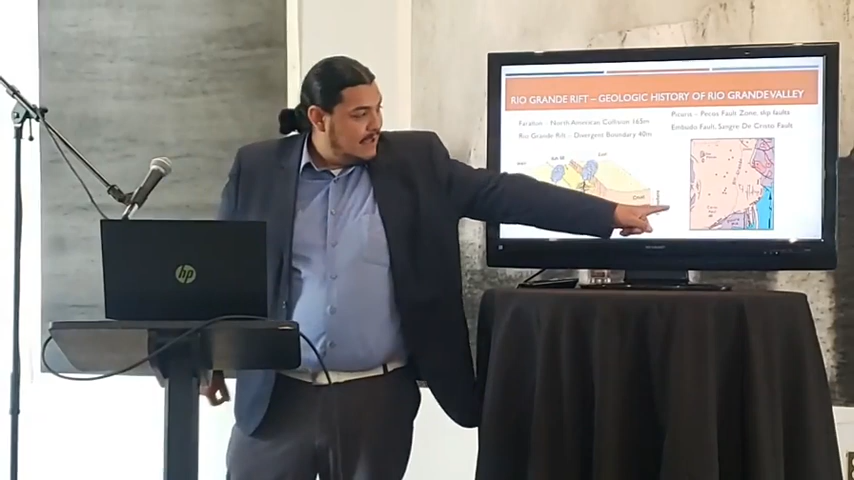 RIO GRANDE RIFT – GEOLOGIC HISTORY OF RIO GRANDE VALLEY
Farallon – North American Collision 165m
Rio Grande Rift – Divergent Boundary 40m
Picuris – Pecos Fault Zone, slip faults
Embudo Fault, Sangre De Cristo Fault
hp